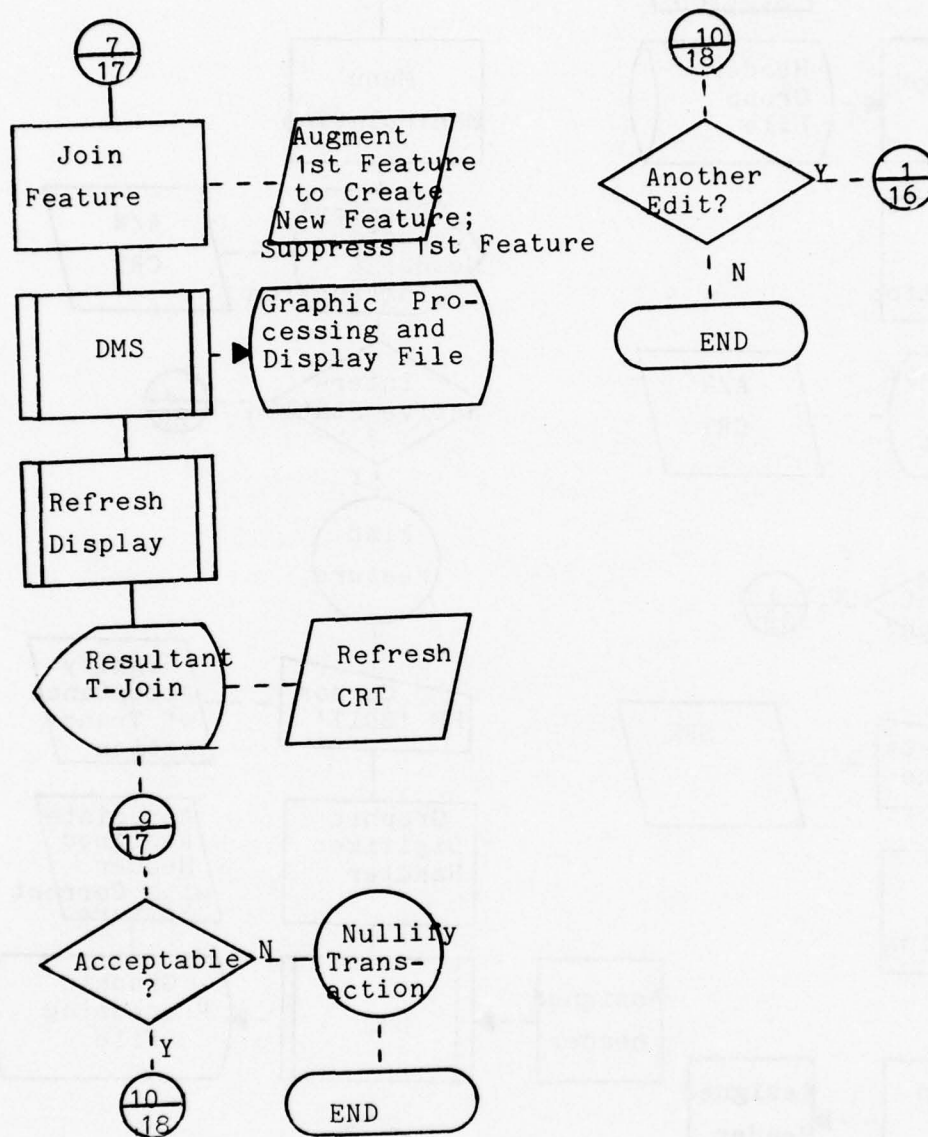 7
17
Join
Feature
Augment
1st Feature
to Create
New Feature;
Suppress 1st Feature
DMS
Graphic Pro-
cessing and
Display File
Refresh
Display
Resultant
T-Join
Refresh
CRT
9
17
Acceptable
?
N
Nullify
Trans-
action
Y
10
18
END
10
18
Another
Edit?
Y
1
16
N
END